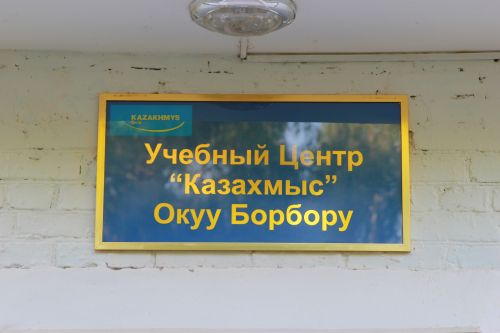 KAZAKHMYS
Учебный Центр
“Казахмыс”
Окуу Борбору